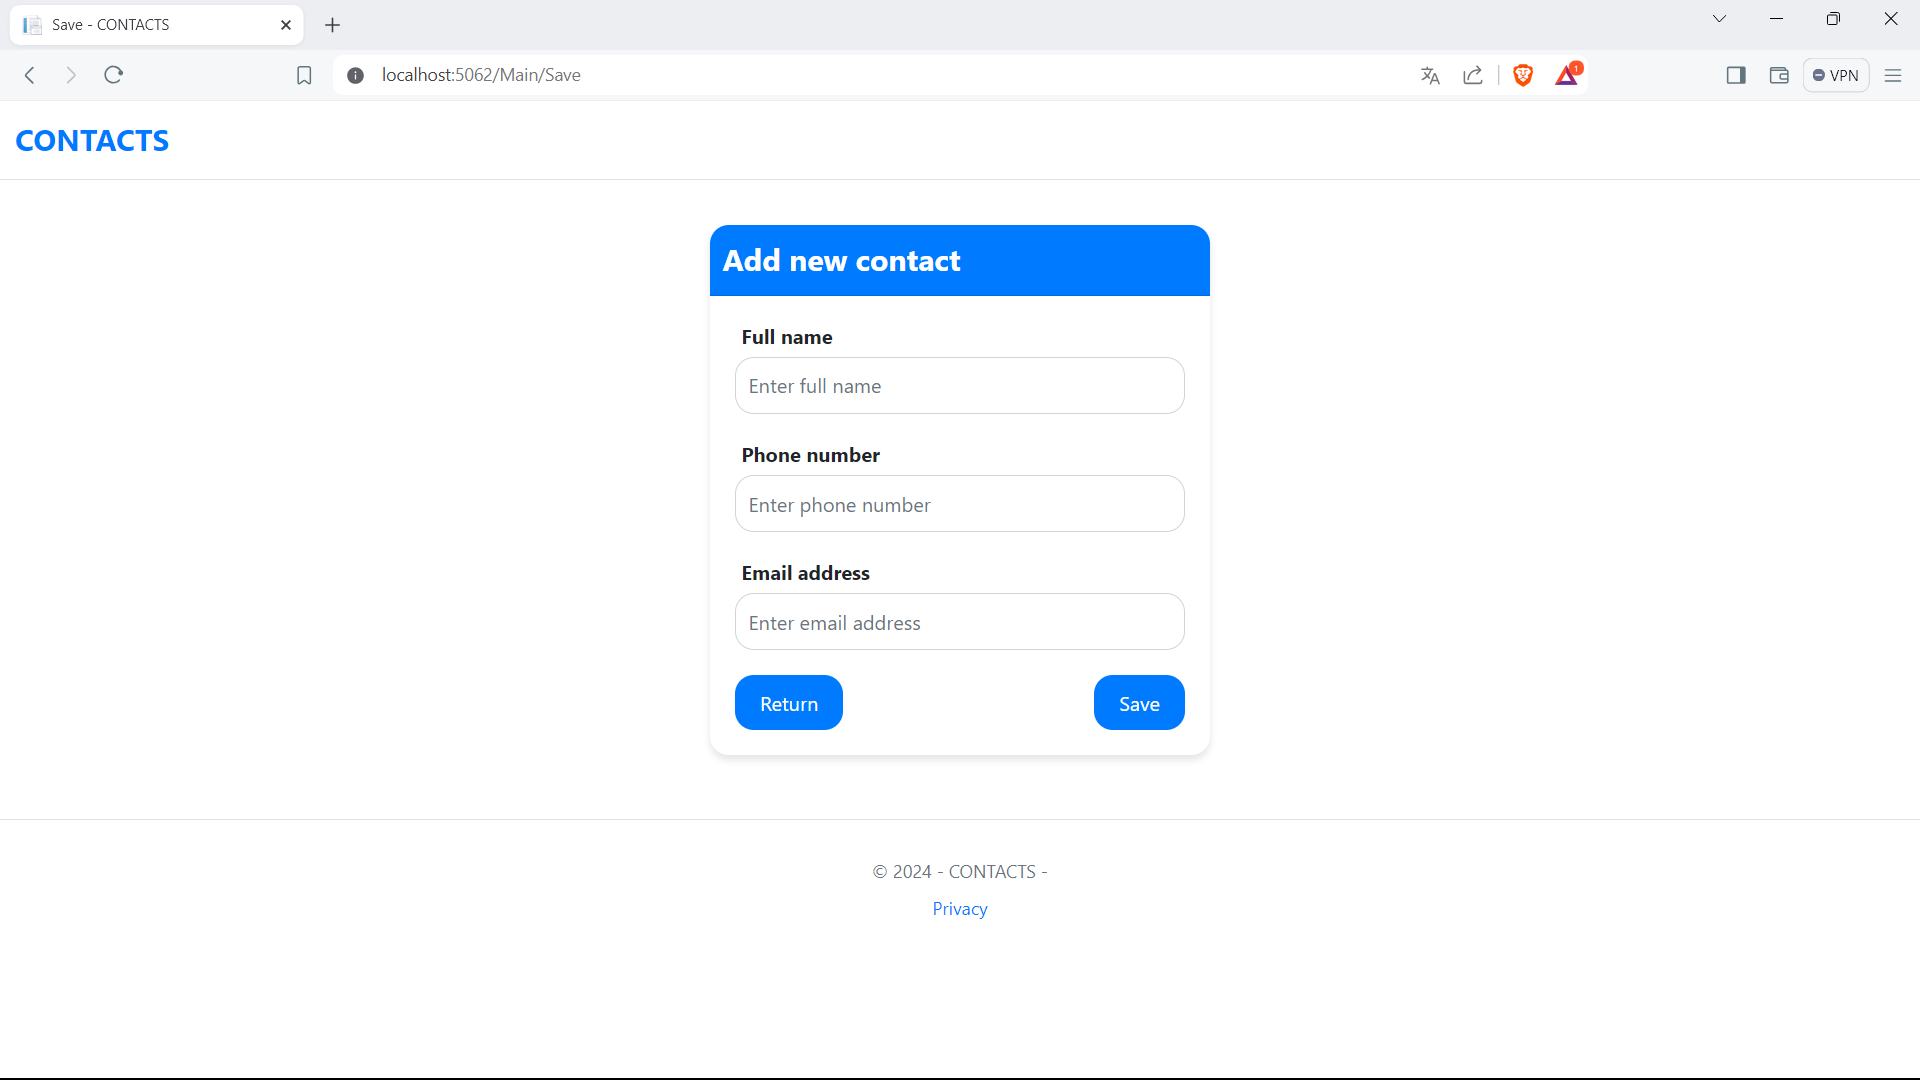 Save - CONTACTS
localhost:5062/Main/Save
1
VPN
CONTACTS
Add new contact
Full name
Enter full name
Phone number
Enter phone number
Email address
Enter email address
Return
Save
© 2024 - CONTACTS -
Privacy